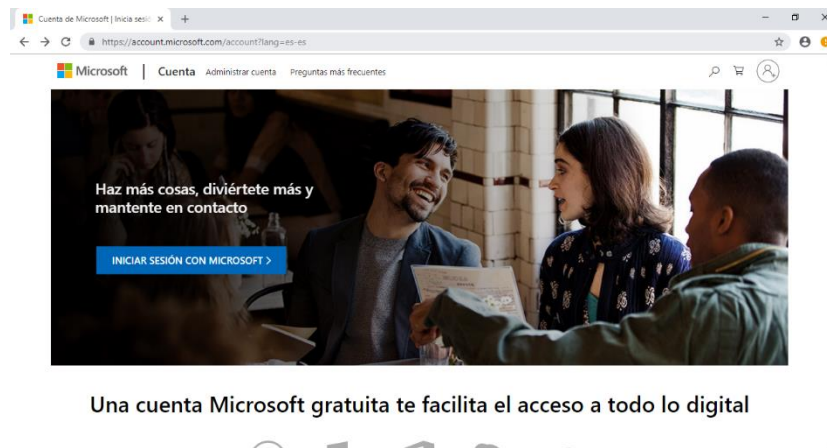 Cuenta de Microsoft | Inicia sesi
https://account.microsoft.com/account?lang=es-es
Microsoft | Cuenta Administrar cuenta Preguntas más frecuentes
Haz más cosas, diviértete más y
mantente en contacto
INICIAR SESIÓN CON MICROSOFT >
Una cuenta Microsoft gratuita te facilita el acceso a todo lo digital